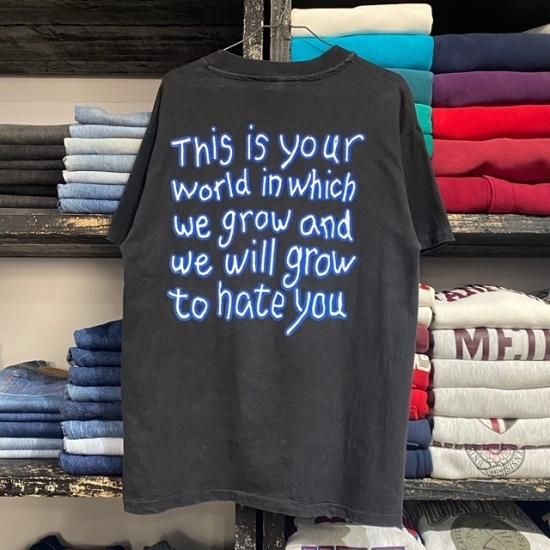 This is your
world in which
we grow and
we will grow
to hate you